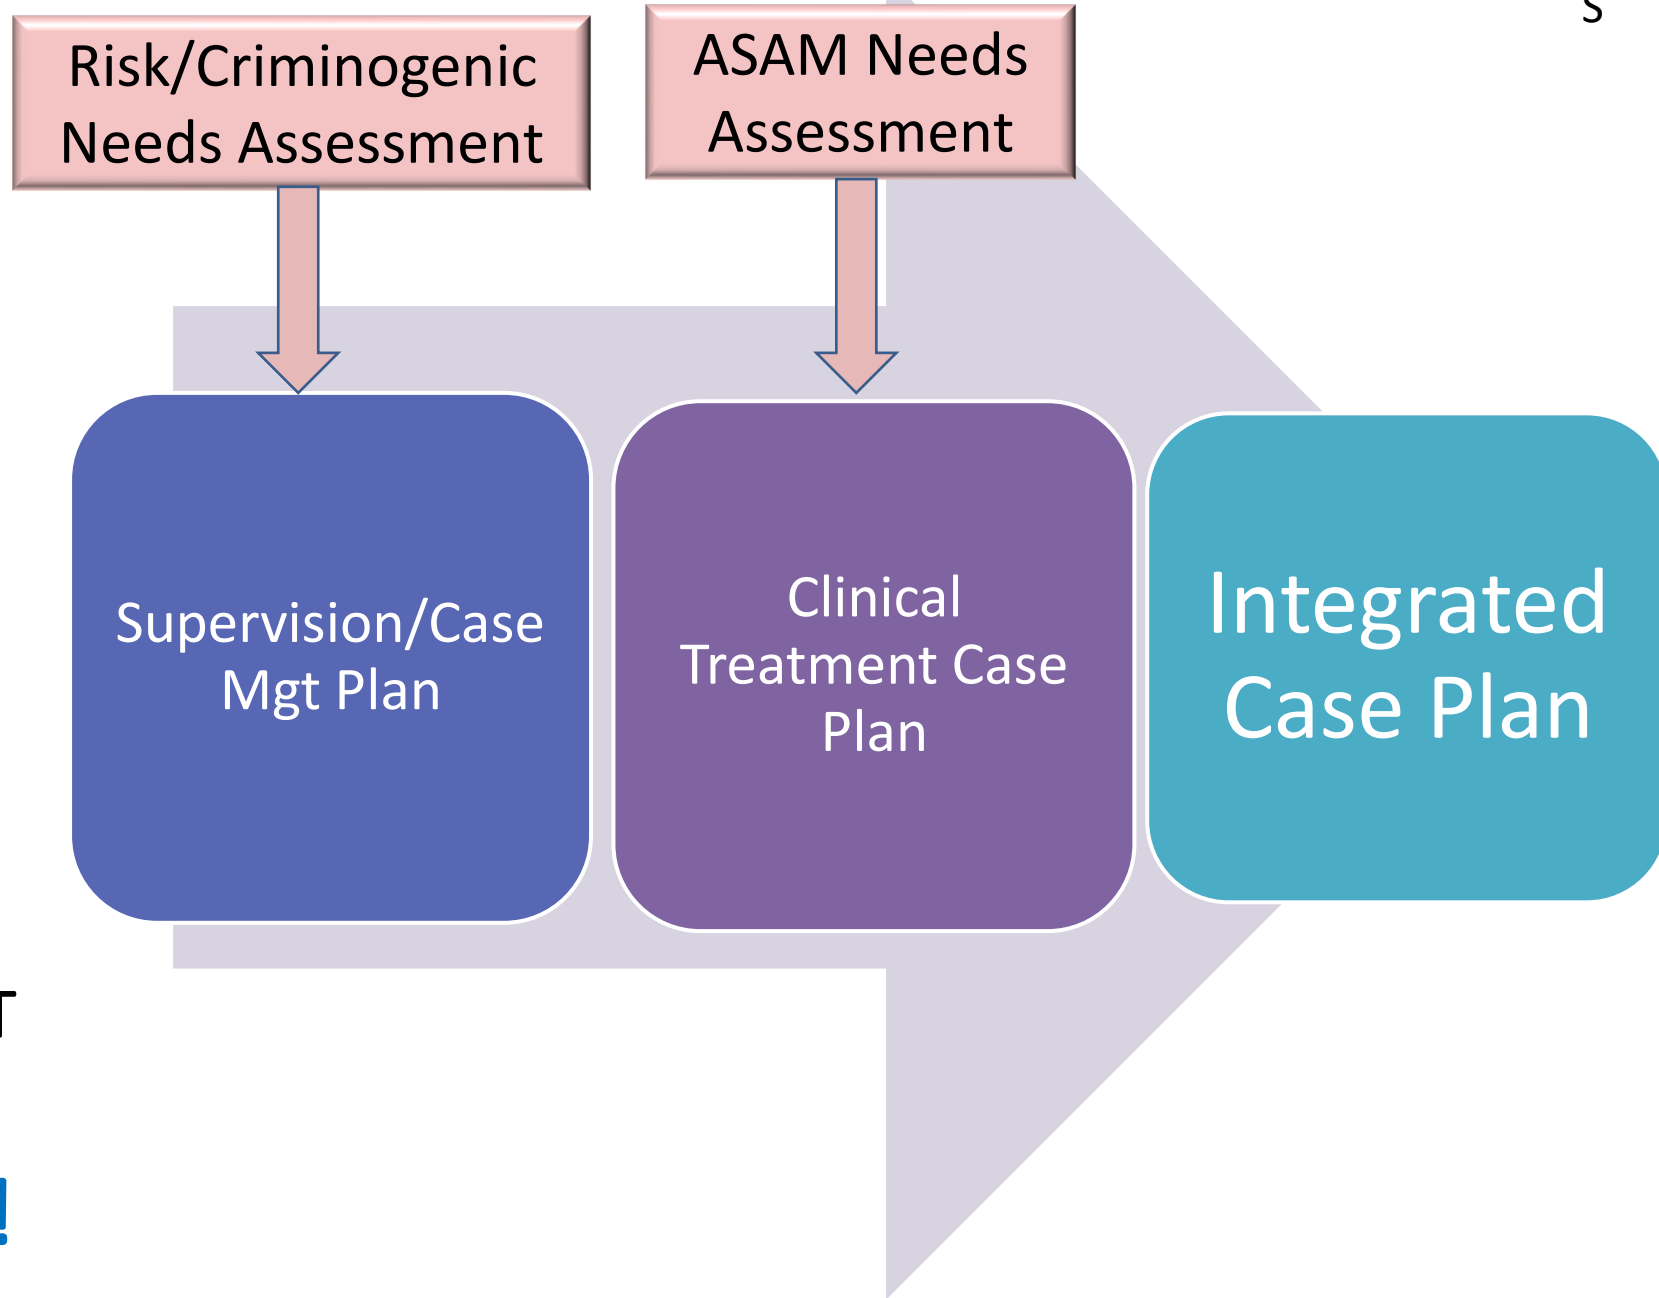 s
Risk/Criminogenic
Needs Assessment
ASAM Needs
Assessment
Supervision/Case
Mgt Plan
Clinical
Treatment Case
Plan
Integrated
Case Plan
T
!